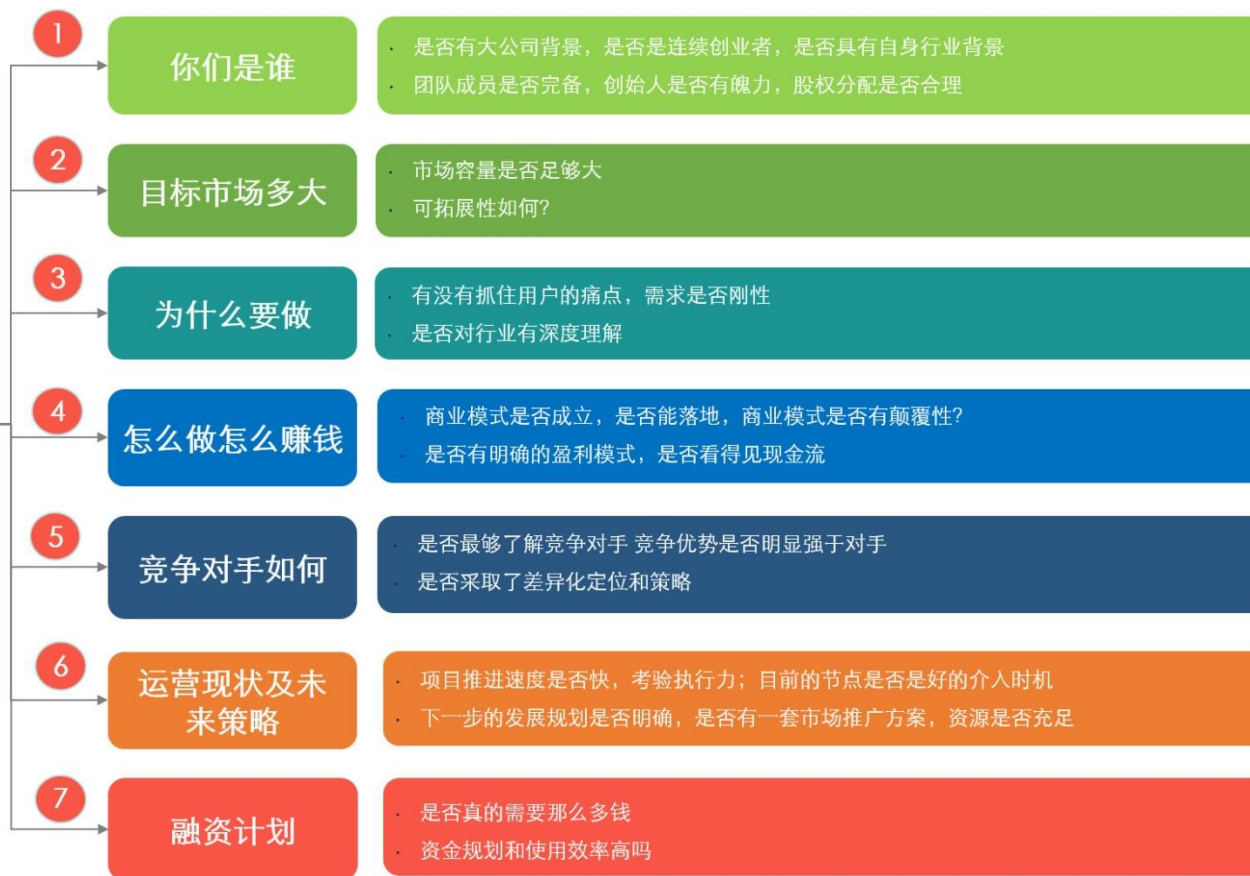 1
你们是谁
· 是否有大公司背景，是否是连续创业者，是否具有自身行业背景
· 团队成员是否完备，创始人是否有魄力，股权分配是否合理
2
目标市场多大
· 市场容量是否足够大
· 可拓展性如何？
3
为什么要做
· 有没有抓住用户的痛点，需求是否刚性
· 是否对行业有深度理解
4
怎么做怎么赚钱
· 商业模式是否成立，是否能落地，商业模式是否有颠覆性？
· 是否有明确的盈利模式，是否看得见现金流
5
竞争对手如何
· 是否最够了解竞争对手 竞争优势是否明显强于对手
· 是否采取了差异化定位和策略
6
运营现状及未
来策略
· 项目推进速度是否快，考验执行力；目前的节点是否是好的介入时机
· 下一步的发展规划是否明确，是否有一套市场推广方案，资源是否充足
7
融资计划
· 是否真的需要那么多钱
· 资金规划和使用效率高吗